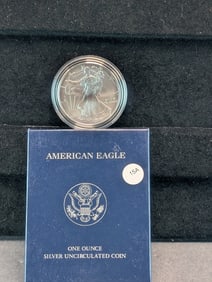 AMERICAN EAGLE
15A
ONE OUNCE
SILVER UNCIRCULATED COIN